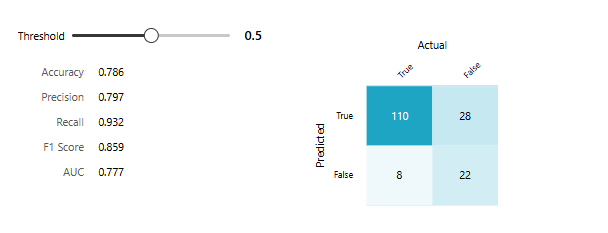 Threshold 0.5
Accuracy 0.786
Precision 0.797
Recall 0.932
F1 Score 0.859
AUC 0.777
Actual
True False
Predicted
True 110 28
False 8 22